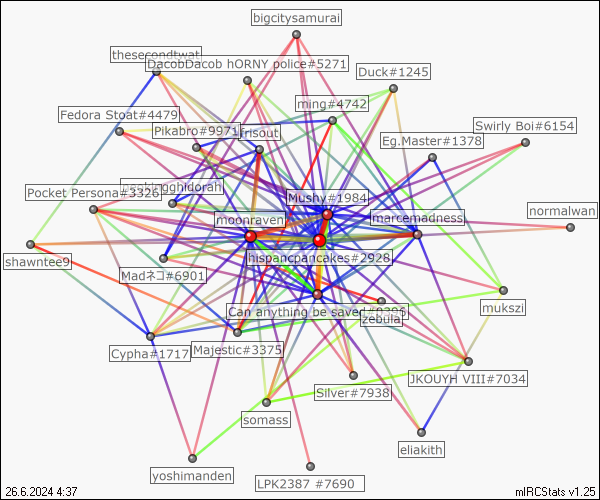 bigcitysamurai
thesecondtwat
DacobDacob hORNY police#5271
Duck#1245
ming#4742
Fedora Stoat#4479
Swirly Boi#6154
Pikabro#9971
frisout
Eg.Master#1378
Pocket Persona#3326
Mushy#1984
normalwan
moonraven
marcemadness
shawntee9
hispancpancakes#2928
Madネコ#6901
mukszi
Can anything be saved
zebula
Cypha#1717
Majestic#3375
JKOUYH VIII#7034
Silver#7938
somass
eliakith
yoshimanden
LPK2387 #7690
26.6.2024 4:37
mIRCStats v1.25